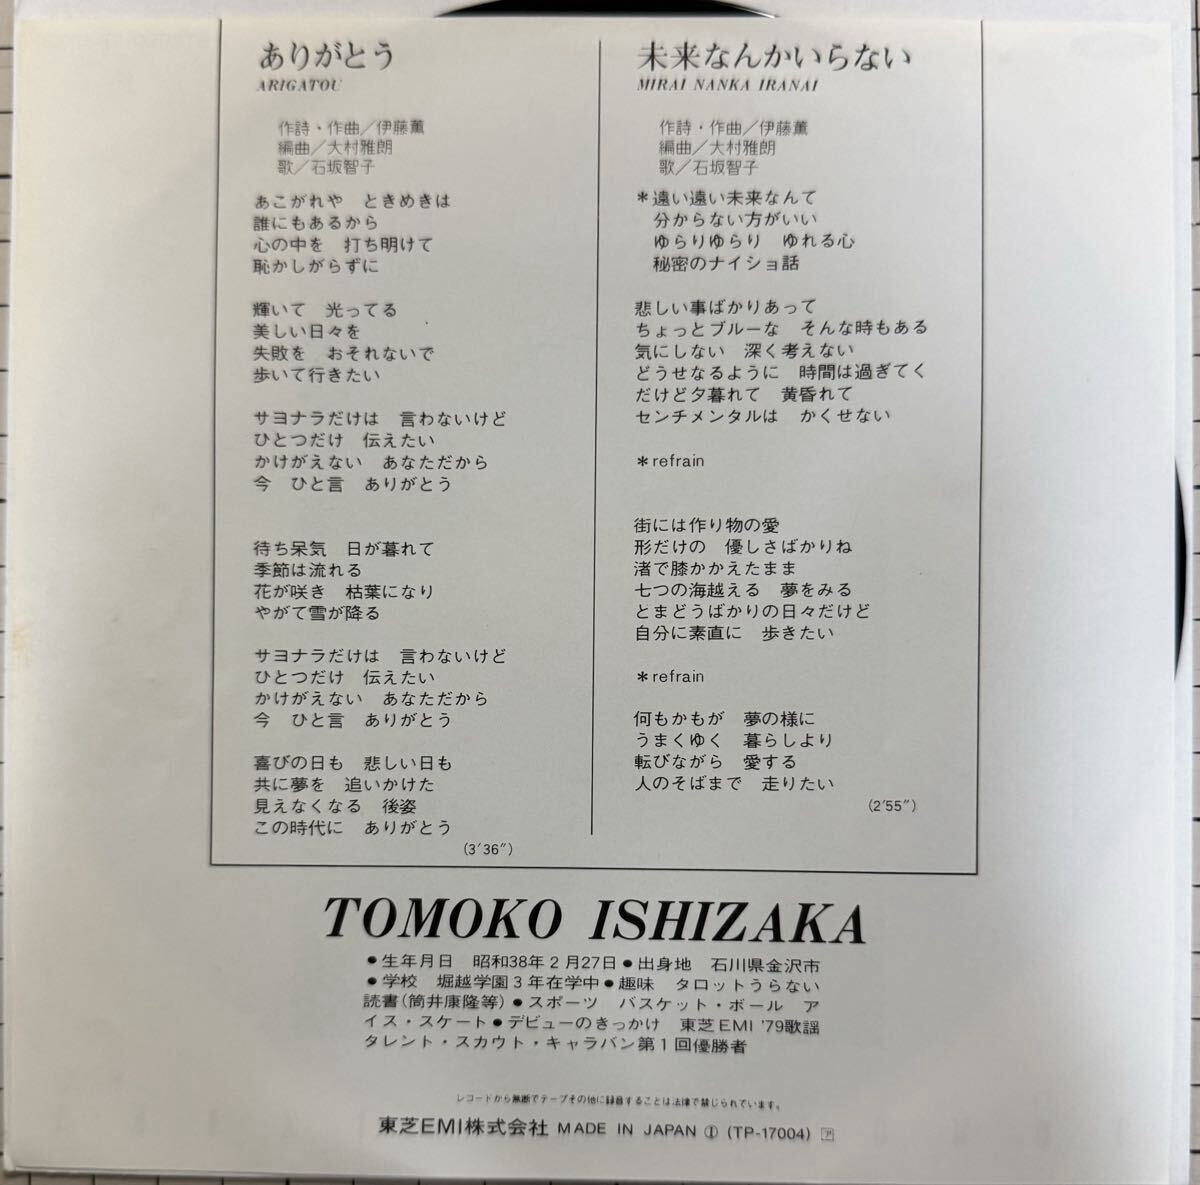 ありがとう
ARIGATOU
作詩・作曲／伊藤薫
編曲／大村雅朗
歌／石坂智子
あこがれや　ときめきは
誰にもあるから
心の中を　打ち明けて
恥かしがらずに
輝いて　光ってる
美しい日々を
失敗を　おそれないで
歩いて行きたい
サヨナラだけは　言わないけど
ひとつだけ　伝えたい
かけがえない　あなただから
今　ひと言　ありがとう
待ち呆気　日が暮れて
季節は流れる
花が咲き　枯葉になり
やがて雪が降る
サヨナラだけは　言わないけど
ひとつだけ　伝えたい
かけがえない　あなただから
今　ひと言　ありがとう
喜びの日も　悲しい日も
共に夢を　追いかけた
見えなくなる　後姿
この時代に　ありがとう
(3′36″)
未来なんかいらない
MIRAI NANKA IRANAI
作詩・作曲／伊藤薫
編曲／大村雅朗
歌／石坂智子
＊遠い遠い未来なんて
分からない方がいい
ゆらりゆらり　ゆれる心
秘密のナイショ話
悲しい事ばかりあって
ちょっとブルーな　そんな時もある
気にしない　深く考えない
どうせなるように　時間は過ぎてく
だけど夕暮れて　黄昏れて
センチメンタルは　かくせない
＊refrain
街には作り物の愛
形だけの　優しさばかりね
渚で膝かかえたまま
七つの海越える　夢をみる
とまどうばかりの日々だけど
自分に素直に　歩きたい
＊refrain
何もかもが　夢の様に
うまくゆく　暮らしより
転びながら　愛する
人のそばまで　走りたい
(2′55″)
TOMOKO ISHIZAKA
●生年月日　昭和38年2月27日●出身地　石川県金沢市
●学校　堀越学園3年在学中●趣味　タロットうらない
読書(筒井康隆等)●スポーツ　バスケット・ボール　ア
イス・スケート●デビューのきっかけ　東芝EMI '79歌謡
タレント・スカウト・キャラバン第1回優勝者
レコードから無断でテープその他に録音することは法律で禁じられています。
東芝EMI株式会社 MADE IN JAPAN Ⓘ (TP-17004) ア